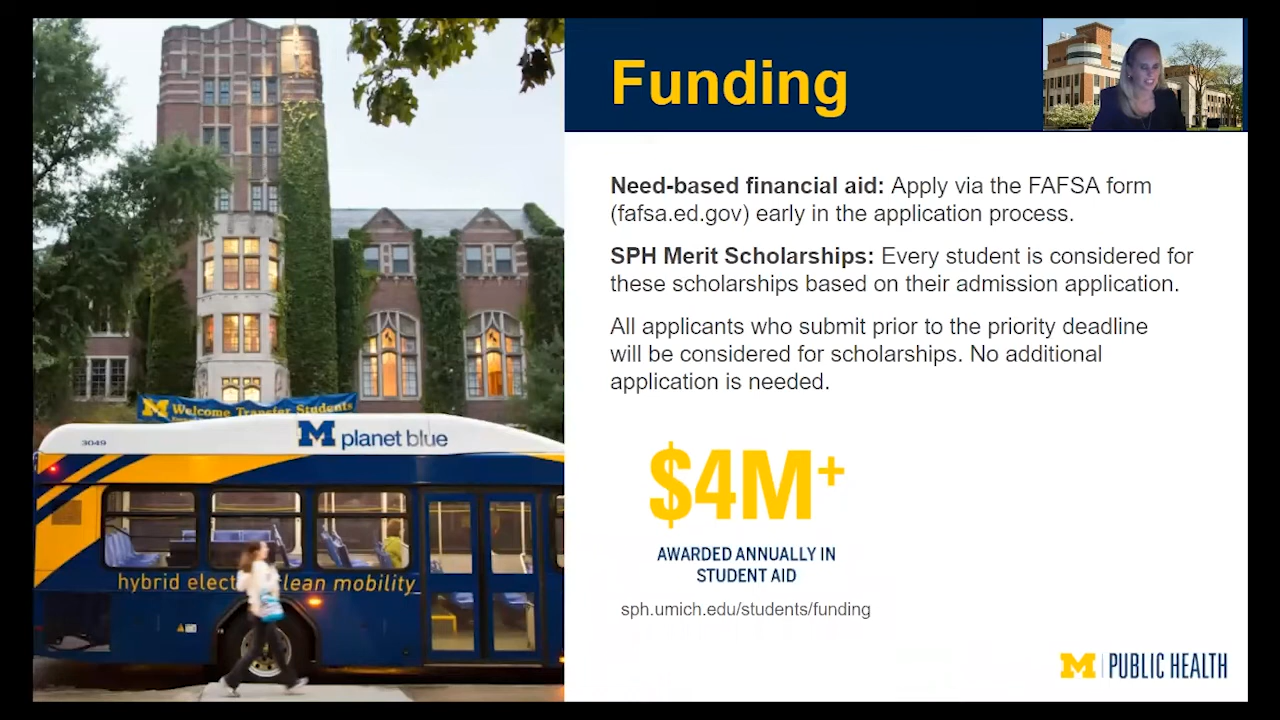 Funding
Need-based financial aid: Apply via the FAFSA form
(fafsa.ed.gov) early in the application process.
SPH Merit Scholarships: Every student is considered for
these scholarships based on their admission application.
All applicants who submit prior to the priority deadline
will be considered for scholarships. No additional
application is needed.
$4M+
AWARDED ANNUALLY IN
STUDENT AID
sph.umich.edu/students/funding
M PUBLIC HEALTH
M Welcome Transfer Students
3049
M planet blue
hybrid elect lean mobility